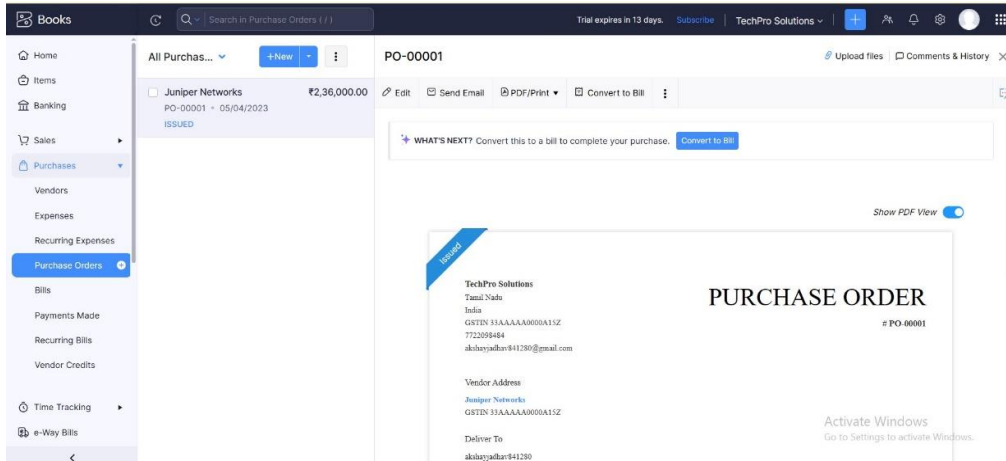 Books
Search in Purchase Orders ( / )
Trial expires in 13 days. Subscribe TechPro Solutions
Home
Items
Banking
Sales
Purchases
Vendors
Expenses
Recurring Expenses
Purchase Orders
Bills
Payments Made
Recurring Bills
Vendor Credits
Time Tracking
e-Way Bills
All Purchas...
+New
Juniper Networks ₹2,36,000.00
PO-00001 • 05/04/2023
ISSUED
PO-00001
Upload files Comments & History
Edit Send Email PDF/Print Convert to Bill
WHAT'S NEXT? Convert this to a bill to complete your purchase. Convert to Bill
Show PDF View
Issued
TechPro Solutions
Tamil Nadu
India
GSTIN 33AAAAA0000A15Z
7722098484
akshayjadhav841280@gmail.com
PURCHASE ORDER
# PO-00001
Vendor Address
Juniper Networks
GSTIN 33AAAAA0000A15Z
Deliver To
akshayjadhav841280
Activate Windows
Go to Settings to activate Windows.